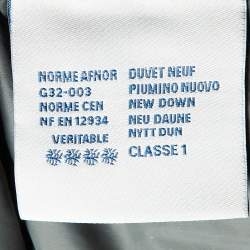 NORME AFNOR
G32-003
NORME CEN
NF EN 12934
VERITABLE
DUVET NEUF
PIUMINO NUOVO
NEW DOWN
NEU DAUNE
NYTT DUN
CLASSE 1